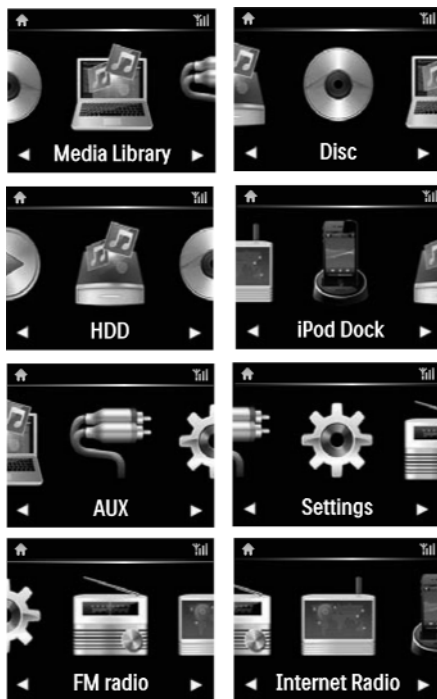 Media Library
Disc
HDD
iPod Dock
AUX
Settings
FM radio
Internet Radio